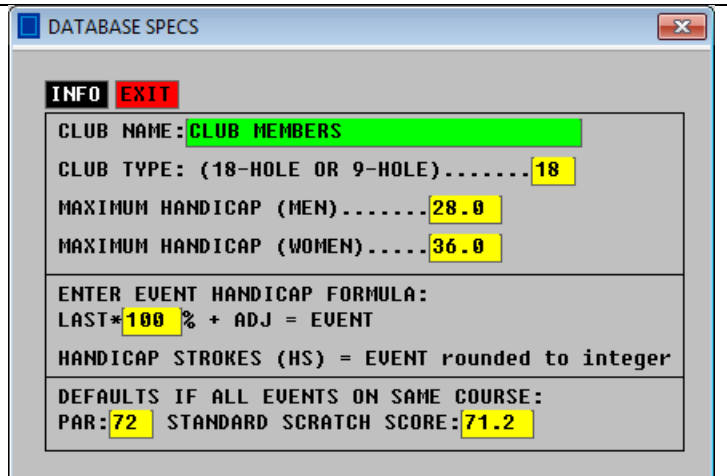 DATABASE SPECS
INFO EXIT
CLUB NAME:CLUB MEMBERS
CLUB TYPE: (18-HOLE OR 9-HOLE).......18
MAXIMUM HANDICAP (MEN).......28.0
MAXIMUM HANDICAP (WOMEN).....36.0
ENTER EVENT HANDICAP FORMULA:
LAST*100 % + ADJ = EVENT
HANDICAP STROKES (HS) = EVENT rounded to integer
DEFAULTS IF ALL EVENTS ON SAME COURSE:
PAR:72 STANDARD SCRATCH SCORE:71.2